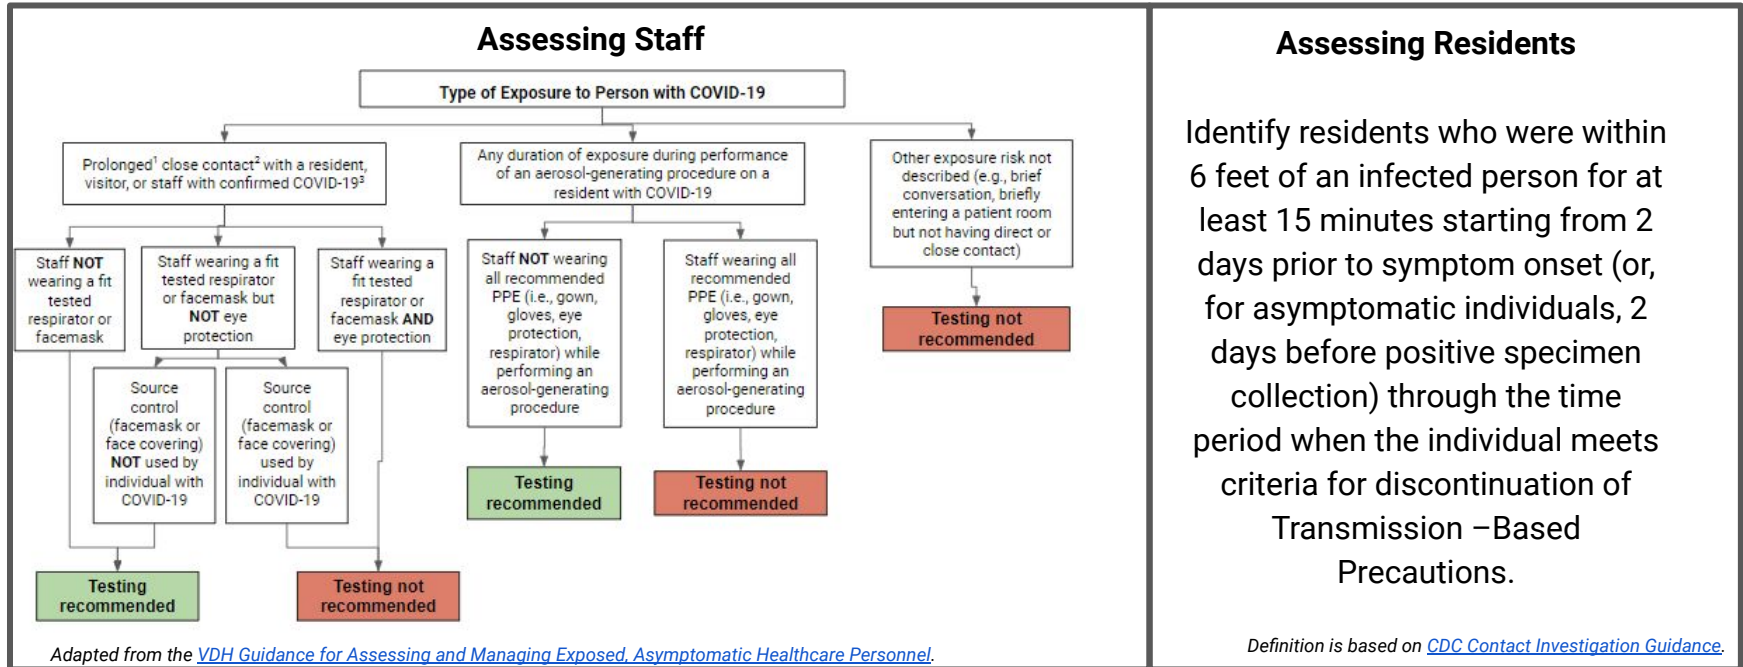 Assessing Staff
Type of Exposure to Person with COVID-19
Prolonged¹ close contact² with a resident,
visitor, or staff with confirmed COVID-19³
Staff NOT
wearing a fit
tested
respirator or
facemask
Staff wearing a fit
tested respirator
or facemask but
NOT eye
protection
Staff wearing a
fit tested
respirator or
facemask AND
eye protection
Source
control
(facemask or
face covering)
NOT used by
individual with
COVID-19
Source
control
(facemask or
face covering)
used by
individual with
COVID-19
Testing
recommended
Testing not
recommended
Any duration of exposure during performance
of an aerosol-generating procedure on a
resident with COVID-19
Staff NOT wearing
all recommended
PPE (i.e., gown,
gloves, eye
protection,
respirator) while
performing an
aerosol-generating
procedure
Staff wearing all
recommended
PPE (i.e., gown,
gloves, eye
protection,
respirator) while
performing an
aerosol-generating
procedure
Testing
recommended
Testing not
recommended
Other exposure risk not
described (e.g., brief
conversation, briefly
entering a patient room
but not having direct or
close contact)
Testing not
recommended
Adapted from the VDH Guidance for Assessing and Managing Exposed, Asymptomatic Healthcare Personnel.
Assessing Residents
Identify residents who were within
6 feet of an infected person for at
least 15 minutes starting from 2
days prior to symptom onset (or,
for asymptomatic individuals, 2
days before positive specimen
collection) through the time
period when the individual meets
criteria for discontinuation of
Transmission –Based
Precautions.
Definition is based on CDC Contact Investigation Guidance.